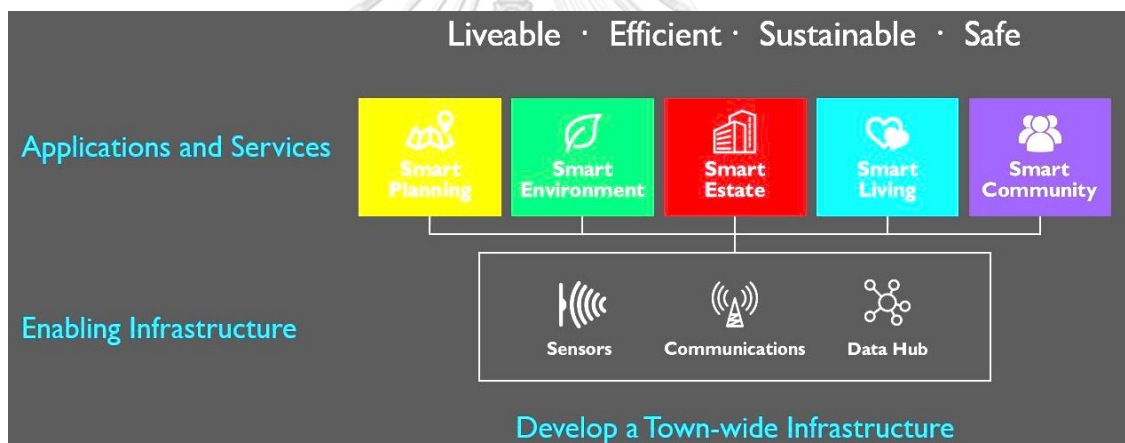 Liveable · Efficient · Sustainable · Safe
Applications and Services
Smart
Planning
Smart
Environment
Smart
Estate
Smart
Living
Smart
Community
Enabling Infrastructure
Sensors
Communications
Data Hub
Develop a Town-wide Infrastructure